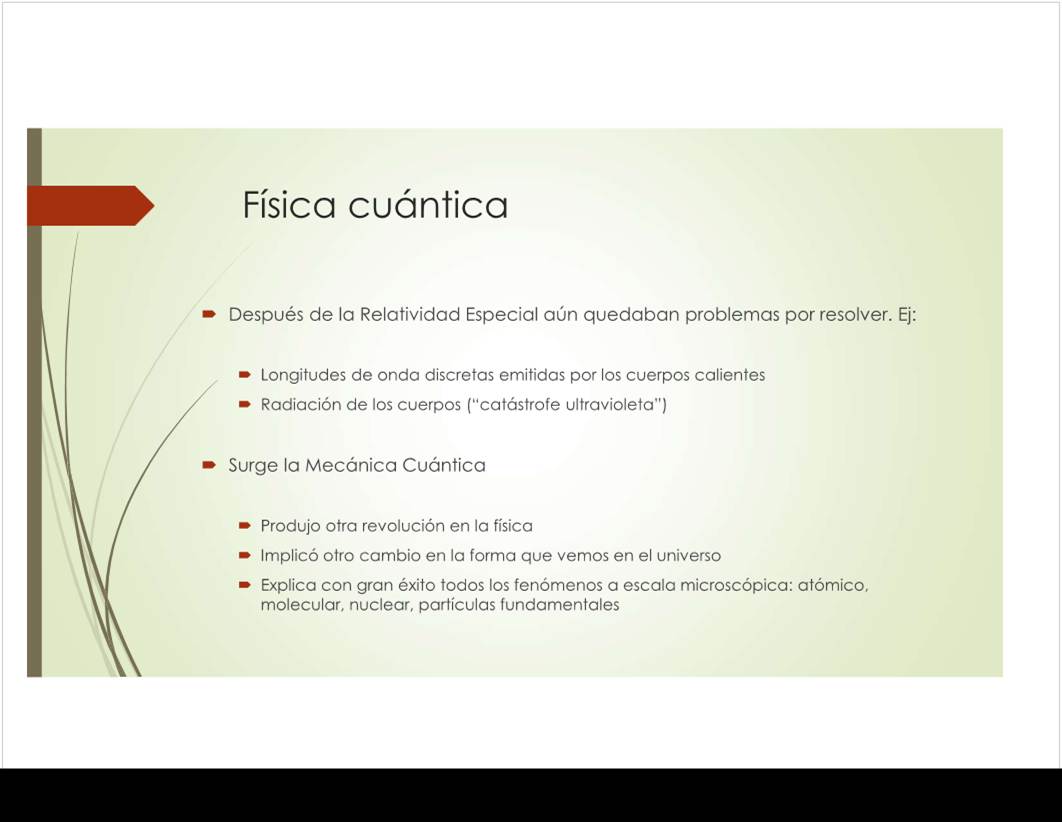 Física cuántica
Después de la Relatividad Especial aún quedaban problemas por resolver. Ej:
Longitudes de onda discretas emitidas por los cuerpos calientes
Radiación de los cuerpos (“catástrofe ultravioleta”)
Surge la Mecánica Cuántica
Produjo otra revolución en la física
Implicó otro cambio en la forma que vemos en el universo
Explica con gran éxito todos los fenómenos a escala microscópica: atómico,
molecular, nuclear, partículas fundamentales